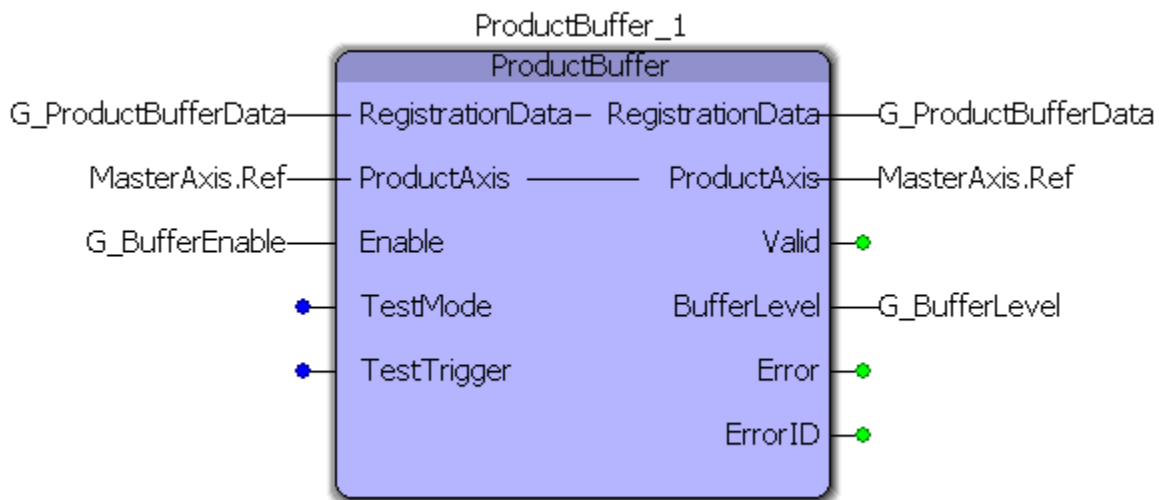 ProductBuffer_1
ProductBuffer
G_ProductBufferData RegistrationData RegistrationData G_ProductBufferData
MasterAxis.Ref ProductAxis ProductAxis MasterAxis.Ref
G_BufferEnable Enable Valid
TestMode BufferLevel G_BufferLevel
TestTrigger Error
ErrorID